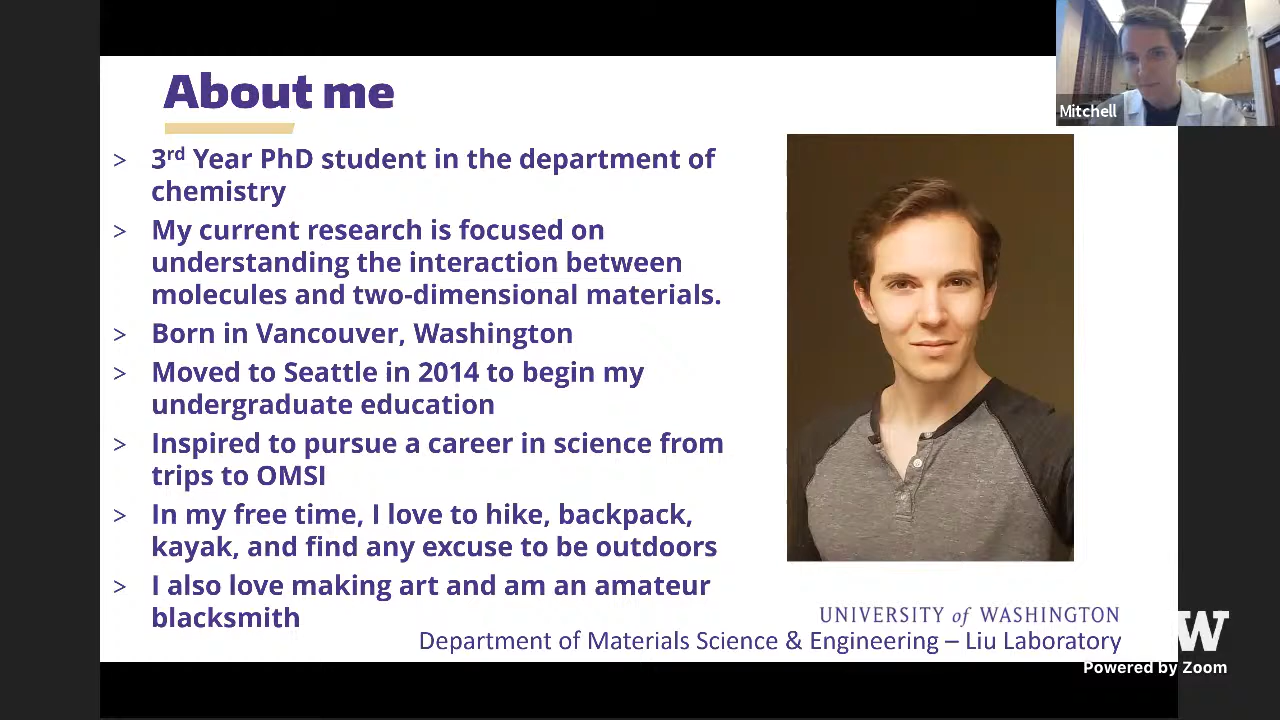 About me
Mitchell
> 3rd Year PhD student in the department of
chemistry
> My current research is focused on
understanding the interaction between
molecules and two-dimensional materials.
> Born in Vancouver, Washington
> Moved to Seattle in 2014 to begin my
undergraduate education
> Inspired to pursue a career in science from
trips to OMSI
> In my free time, I love to hike, backpack,
kayak, and find any excuse to be outdoors
> I also love making art and am an amateur
blacksmith
UNIVERSITY of WASHINGTON
Department of Materials Science & Engineering – Liu Laboratory
W
Powered by Zoom